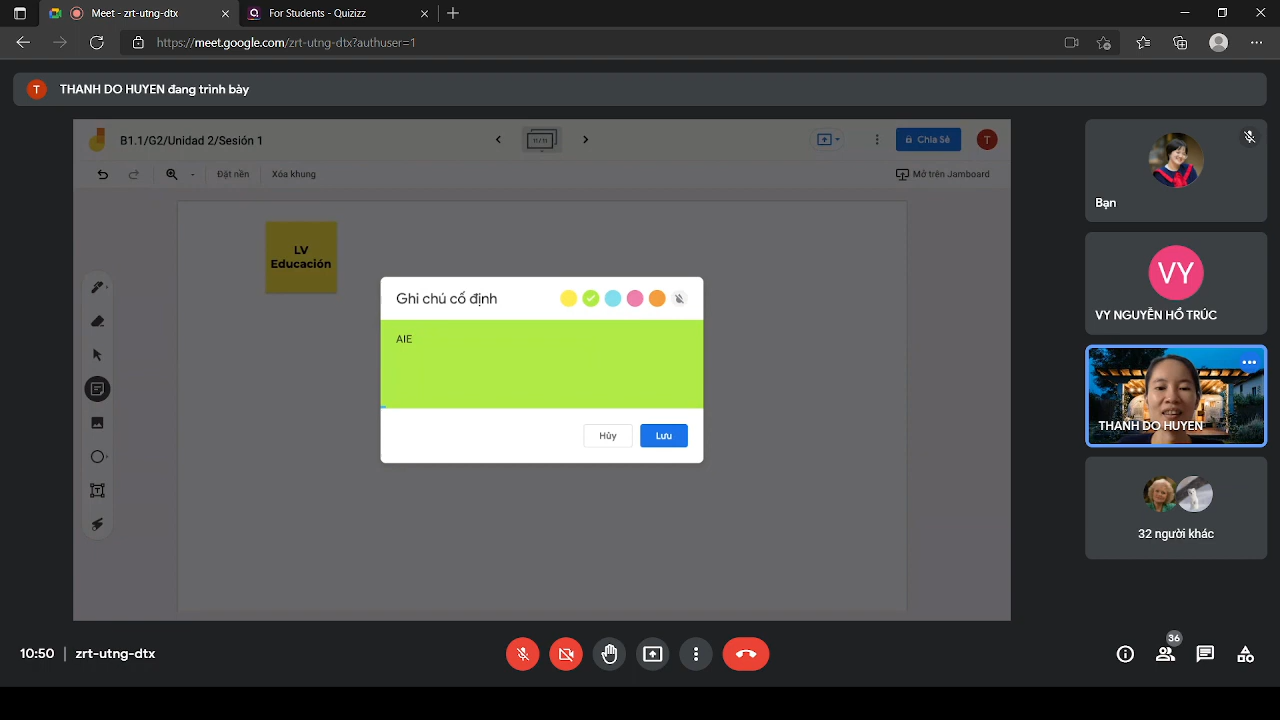 Meet - zrt-utng-dtx
For Students - Quizizz
https://meet.google.com/zrt-utng-dtx?authuser=1
T
THANH DO HUYEN đang trình bày
B1.1/G2/Unidad 2/Sesión 1
11 / 11
Chia Sẻ
T
Đặt nền
Xóa khung
Mở trên Jamboard
LV
Educación
Ghi chú cố định
AIE
Hủy
Lưu
Bạn
VY
VY NGUYỄN HỒ TRÚC
THANH DO HUYEN
32 người khác
10:50 | zrt-utng-dtx
36